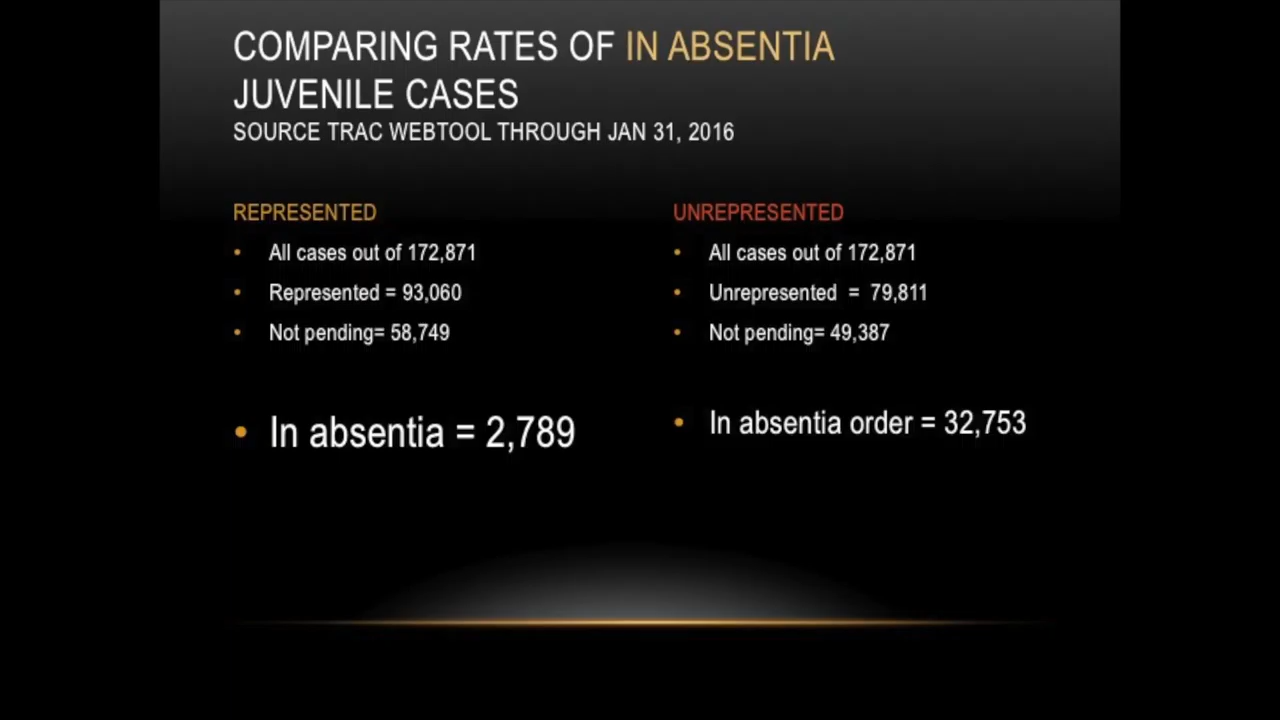 COMPARING RATES OF IN ABSENTIA
JUVENILE CASES
SOURCE TRAC WEBTOOL THROUGH JAN 31, 2016
REPRESENTED
• All cases out of 172,871
• Represented = 93,060
• Not pending= 58,749
• In absentia = 2,789
UNREPRESENTED
• All cases out of 172,871
• Unrepresented  =  79,811
• Not pending= 49,387
• In absentia order = 32,753